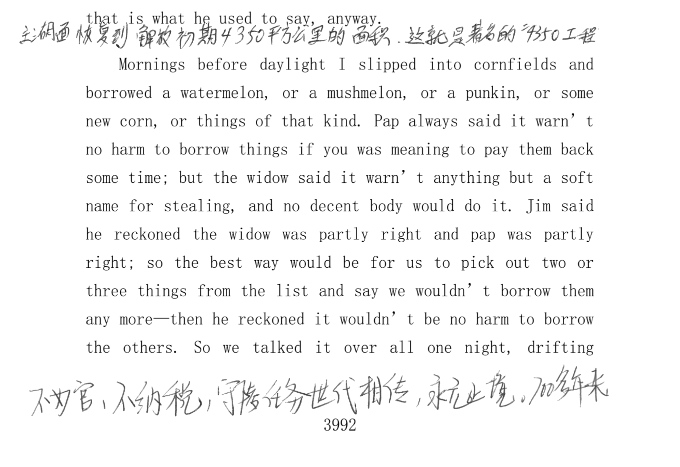 that is what he used to say, anyway.
主湖面恢复到解放初期4350平方公里的面积.这就是著名的“4350工程
Mornings before daylight I slipped into cornfields and
borrowed a watermelon, or a mushmelon, or a punkin, or some
new corn, or things of that kind. Pap always said it warn’t
no harm to borrow things if you was meaning to pay them back
some time; but the widow said it warn’t anything but a soft
name for stealing, and no decent body would do it. Jim said
he reckoned the widow was partly right and pap was partly
right; so the best way would be for us to pick out two or
three things from the list and say we wouldn’t borrow them
any more—then he reckoned it wouldn’t be no harm to borrow
the others. So we talked it over all one night, drifting
不为官、不纳税,守陵任务世代相传,永无止境。700多年来
3992